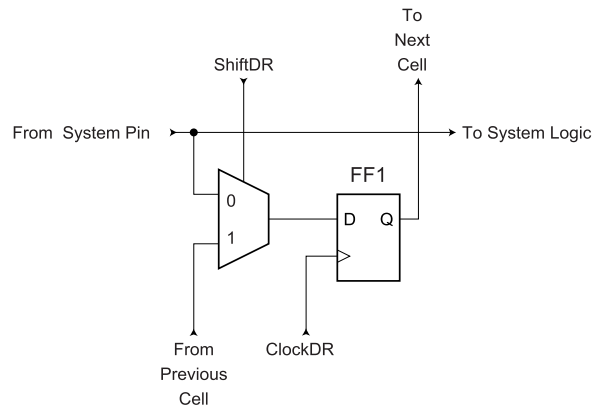 To
Next
Cell
ShiftDR
From System Pin
To System Logic
FF1
0
D Q
1
From
Previous
Cell
ClockDR